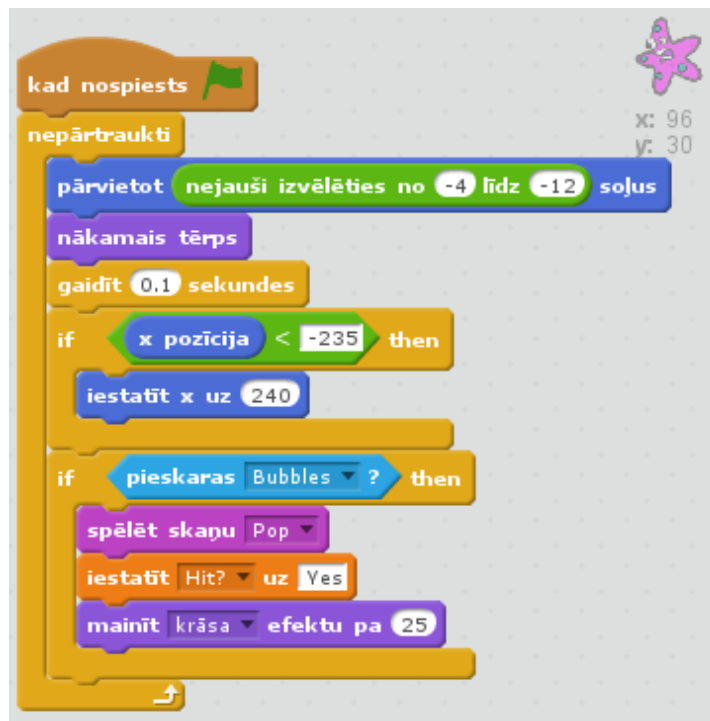 kad nospiests
x: 96
nepārtraukti
y: 30
pārvietot nejauši izvēlēties no -4 līdz -12 soļus
nākamais tērps
gaidīt 0.1 sekundes
if x pozīcija < -235 then
iestatīt x uz 240
if pieskaras Bubbles ? then
spēlēt skaņu Pop
iestatīt Hit? uz Yes
mainīt krāsa efektu pa 25